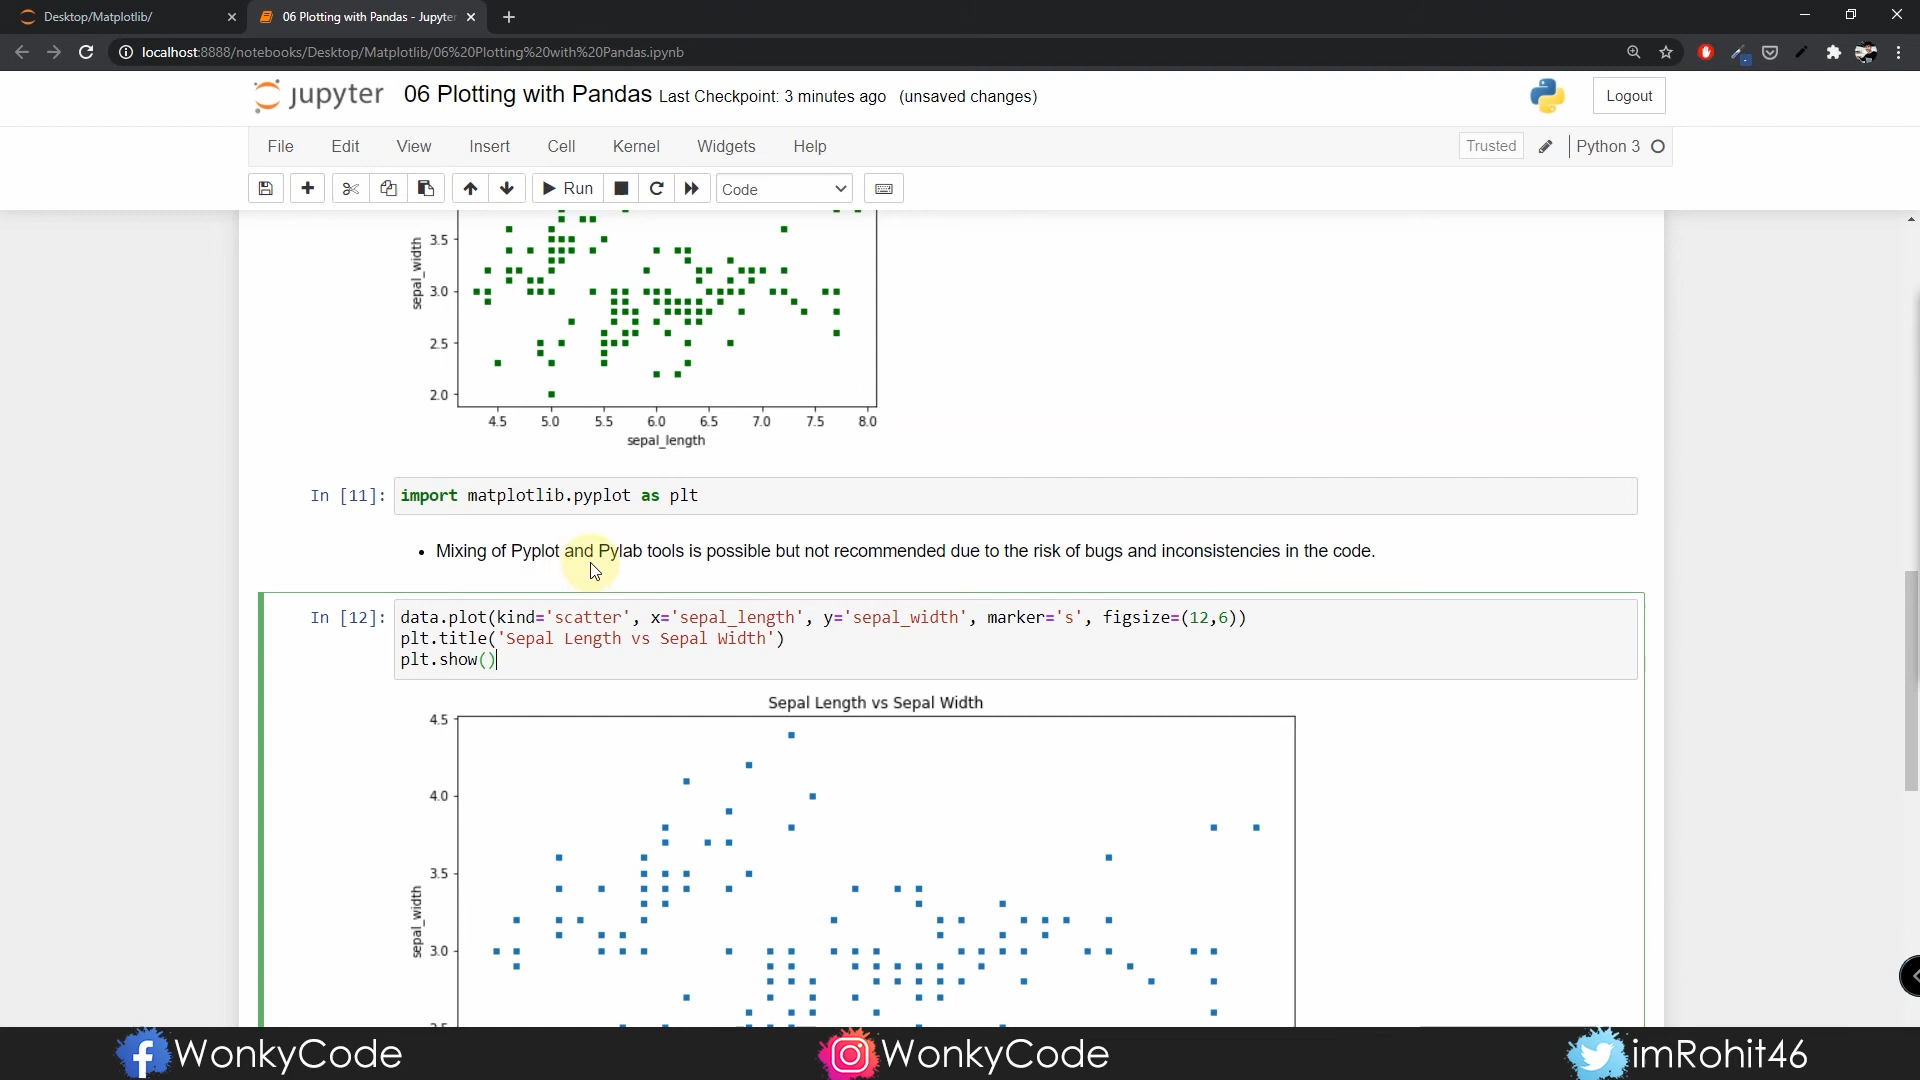 Desktop/Matplotlib/
06 Plotting with Pandas - Jupyter
localhost:8888/notebooks/Desktop/Matplotlib/06%20Plotting%20with%20Pandas.ipynb
jupyter 06 Plotting with Pandas Last Checkpoint: 3 minutes ago (unsaved changes)
Logout
File Edit View Insert Cell Kernel Widgets Help
Trusted Python 3
Run Code
3.5
sepal_width
3.0
2.5
2.0
4.5 5.0 5.5 6.0 6.5 7.0 7.5 8.0
sepal_length
In [11]: import matplotlib.pyplot as plt
• Mixing of Pyplot and Pylab tools is possible but not recommended due to the risk of bugs and inconsistencies in the code.
In [12]: data.plot(kind='scatter', x='sepal_length', y='sepal_width', marker='s', figsize=(12,6))
plt.title('Sepal Length vs Sepal Width')
plt.show()
Sepal Length vs Sepal Width
4.5
4.0
3.5
sepal_width
3.0
2.5
WonkyCode WonkyCode imRohit46